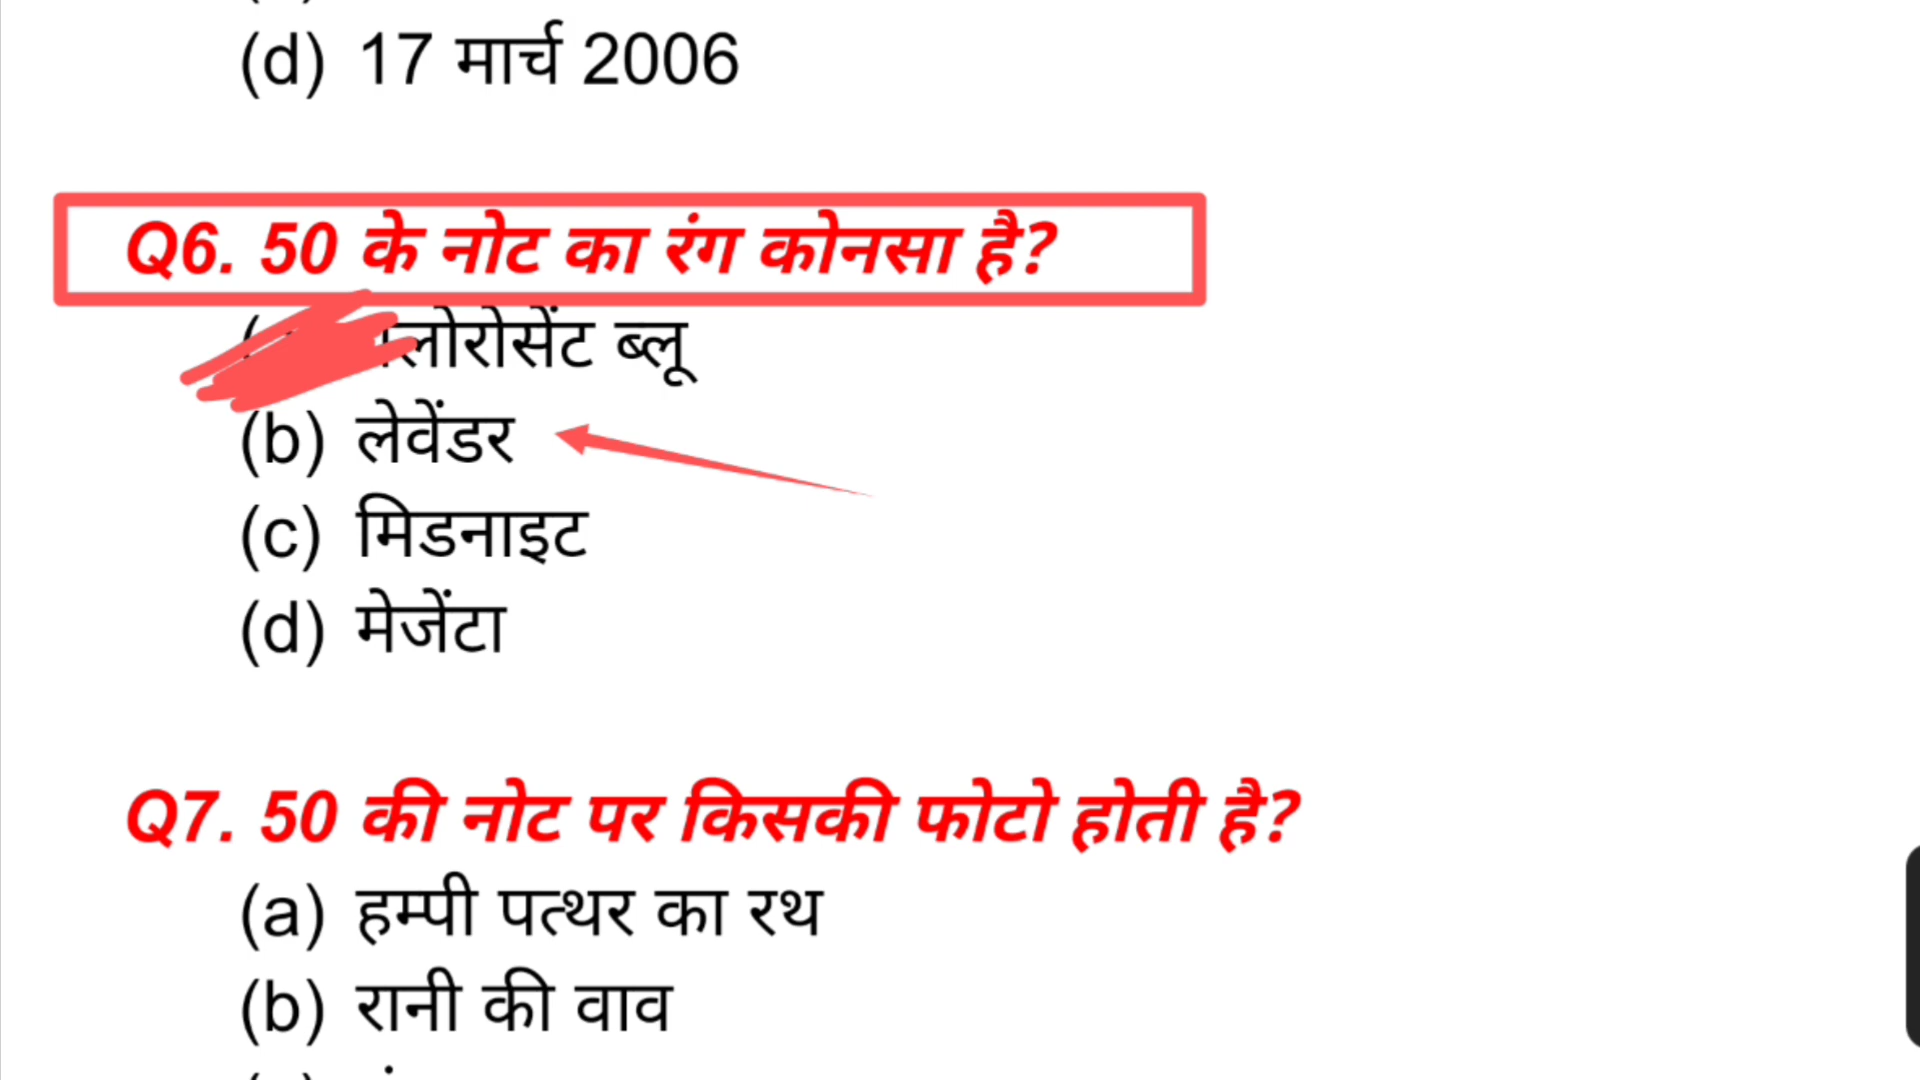 (d) 17 मार्च 2006
Q6. 50 के नोट का रंग कोनसा है?
ब्लू
(b) लेवेंडर
(c) मिडनाइट
(d) मेजेंटा
Q7. 50 की नोट पर किसकी फोटो होती है?
(a) हम्पी पत्थर का रथ
(b) रानी की वाव